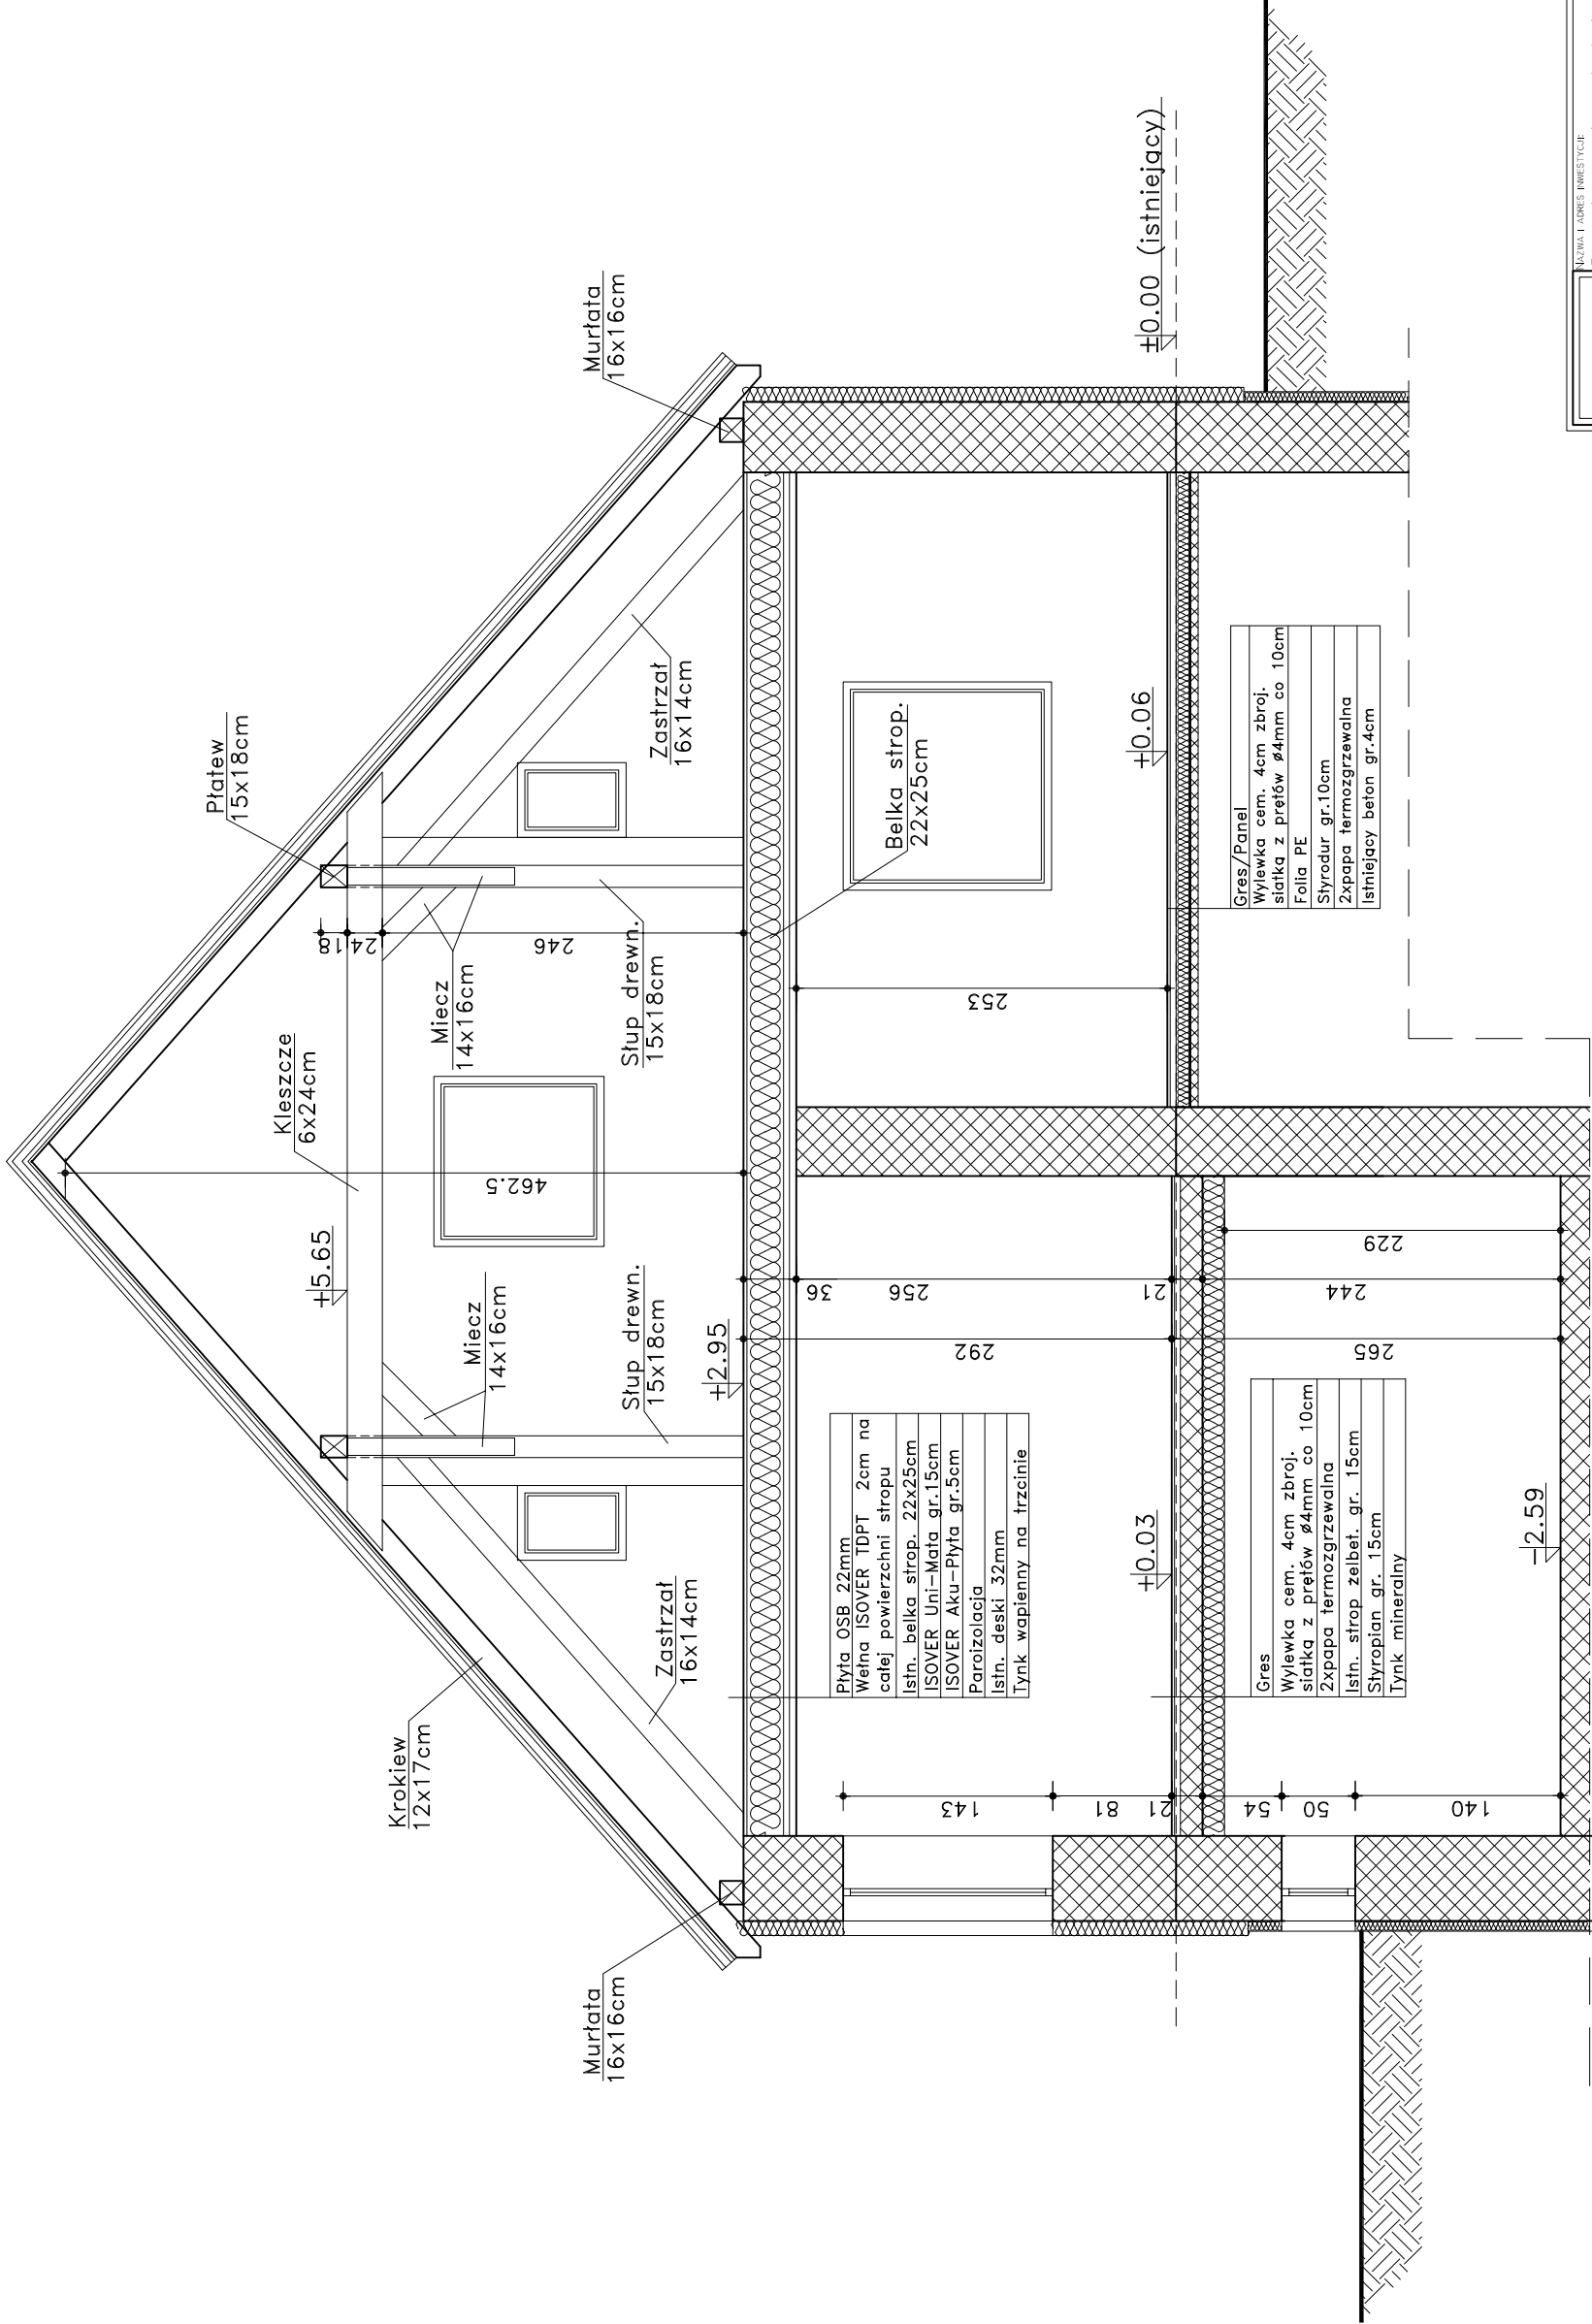 Płatew
15x18cm
Murłata
16x16cm
Kleszcze
6x24cm
+5.65
Krokiew
12x17cm
Miecz
14x16cm
Miecz
14x16cm
Zastrzał
16x14cm
Zastrzał
16x14cm
Słup drewn.
15x18cm
Słup drewn.
15x18cm
18
24
246
462.5
Murłata
16x16cm
+2.95
Belka strop.
22x25cm
±0.00 (istniejący)
+0.06
+0.03
-2.59
253
36
256
21
244
229
292
265
143
81
21
54
50
140
Płyta OSB 22mm
Wełna ISOVER TDPT 2cm na
całej powierzchni stropu
Istn. belka strop. 22x25cm
ISOVER Uni-Mata gr.15cm
ISOVER Aku-Płyta gr.5cm
Paroizolacja
Istn. deski 32mm
Tynk wapienny na trzcinie
Gres/Panel
Wylewka cem. 4cm zbroj.
siatką z prętów ø4mm co 10cm
Folia PE
Styrodur gr.10cm
2xpapa termozgrzewalna
Istniejący beton gr.4cm
Gres
Wylewka cem. 4cm zbroj.
siatką z prętów ø4mm co 10cm
2xpapa termozgrzewalna
Istn. strop żelbet. gr. 15cm
Styropian gr. 15cm
Tynk mineralny
NAZWA I ADRES INWESTYCJI: